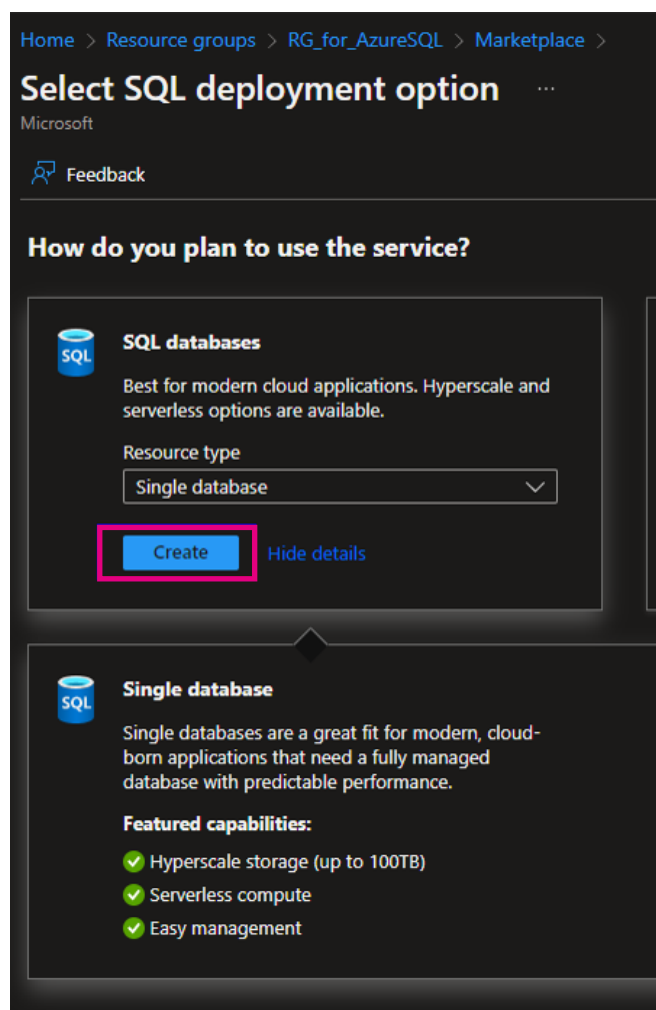 Home > Resource groups > RG_for_AzureSQL > Marketplace >
Select SQL deployment option ...
Microsoft
Feedback
How do you plan to use the service?
SQL
SQL databases
Best for modern cloud applications. Hyperscale and
serverless options are available.
Resource type
Single database
Create
Hide details
SQL
Single database
Single databases are a great fit for modern, cloud-
born applications that need a fully managed
database with predictable performance.
Featured capabilities:
Hyperscale storage (up to 100TB)
Serverless compute
Easy management